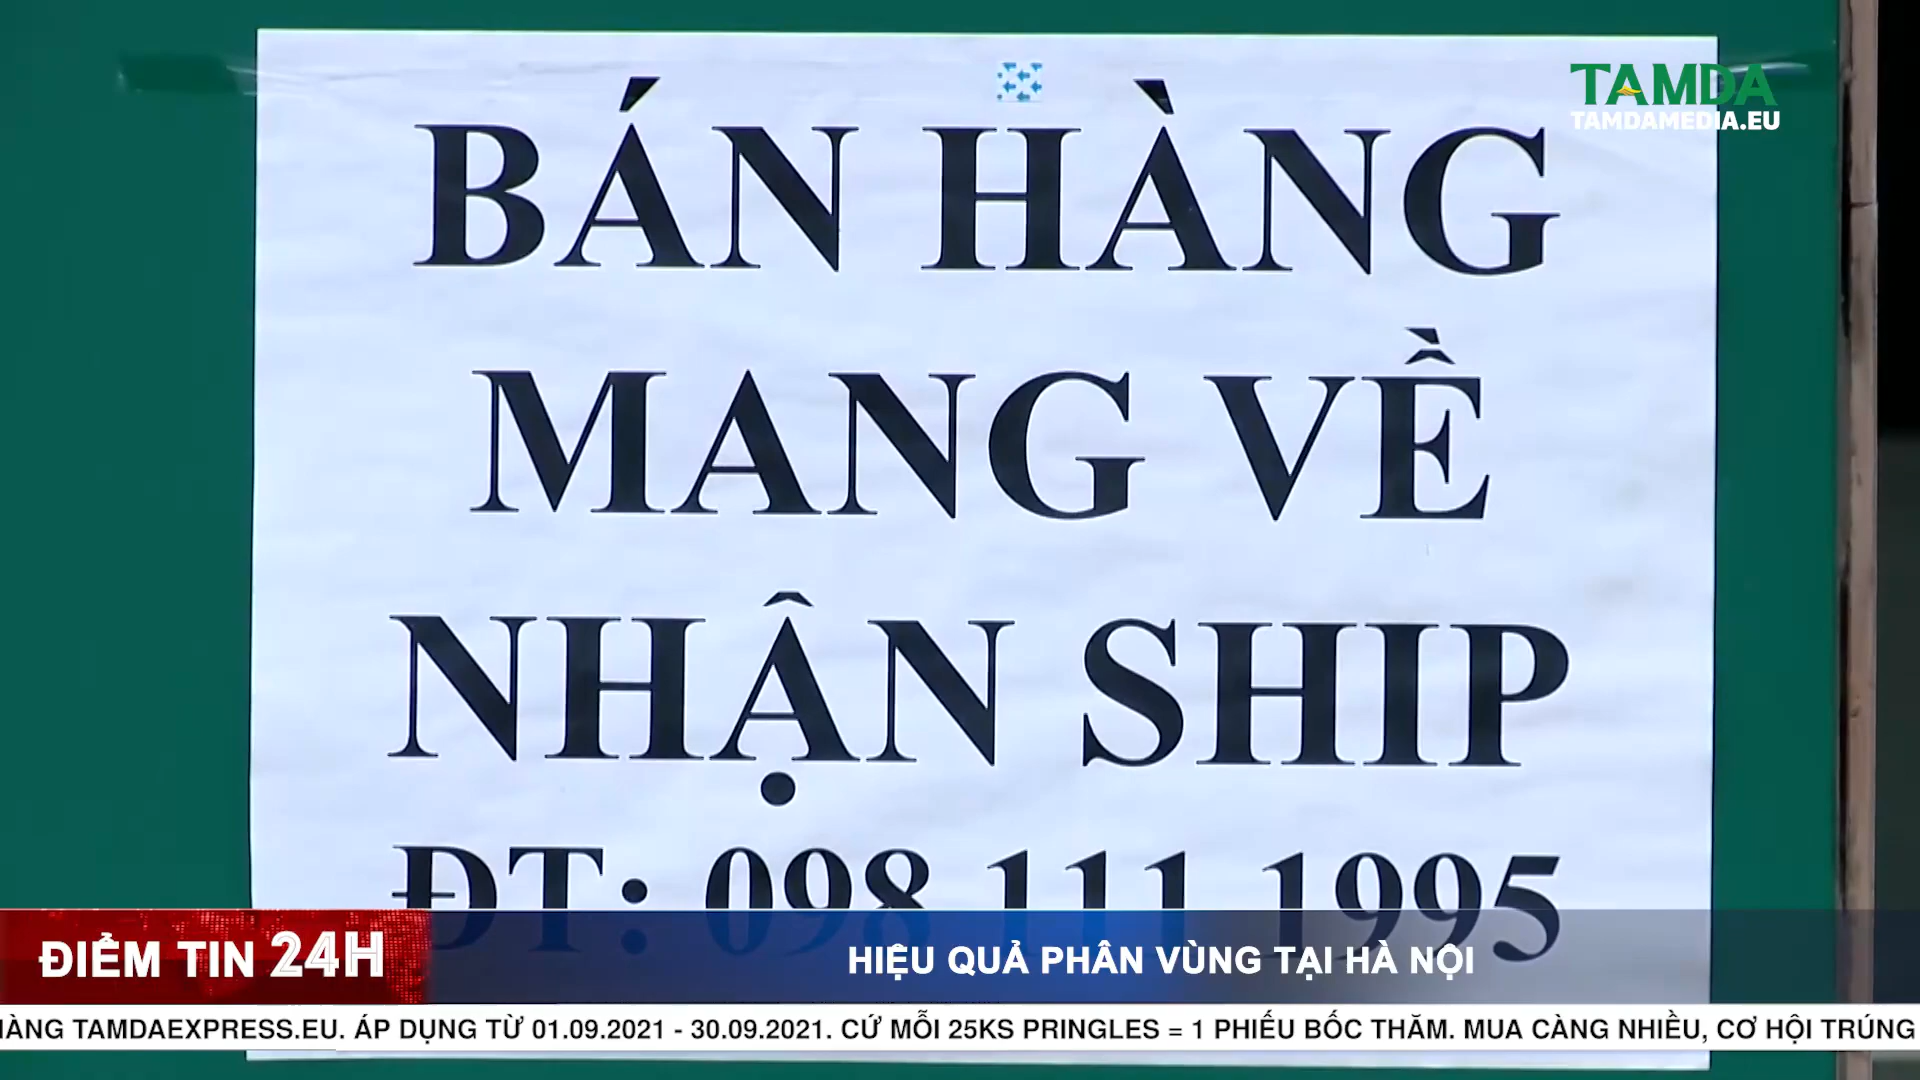 TAMDA
TAMDAMEDIA.EU
BÁN HÀNG
MANG VỀ
NHẬN SHIP
ĐT: 098 111 1995
ĐIỂM TIN 24H
HIỆU QUẢ PHÂN VÙNG TẠI HÀ NỘI
HÀNG TAMDAEXPRESS.EU. ÁP DỤNG TỪ 01.09.2021 - 30.09.2021. CỨ MỖI 25KS PRINGLES = 1 PHIẾU BỐC THĂM. MUA CÀNG NHIỀU, CƠ HỘI TRÚNG